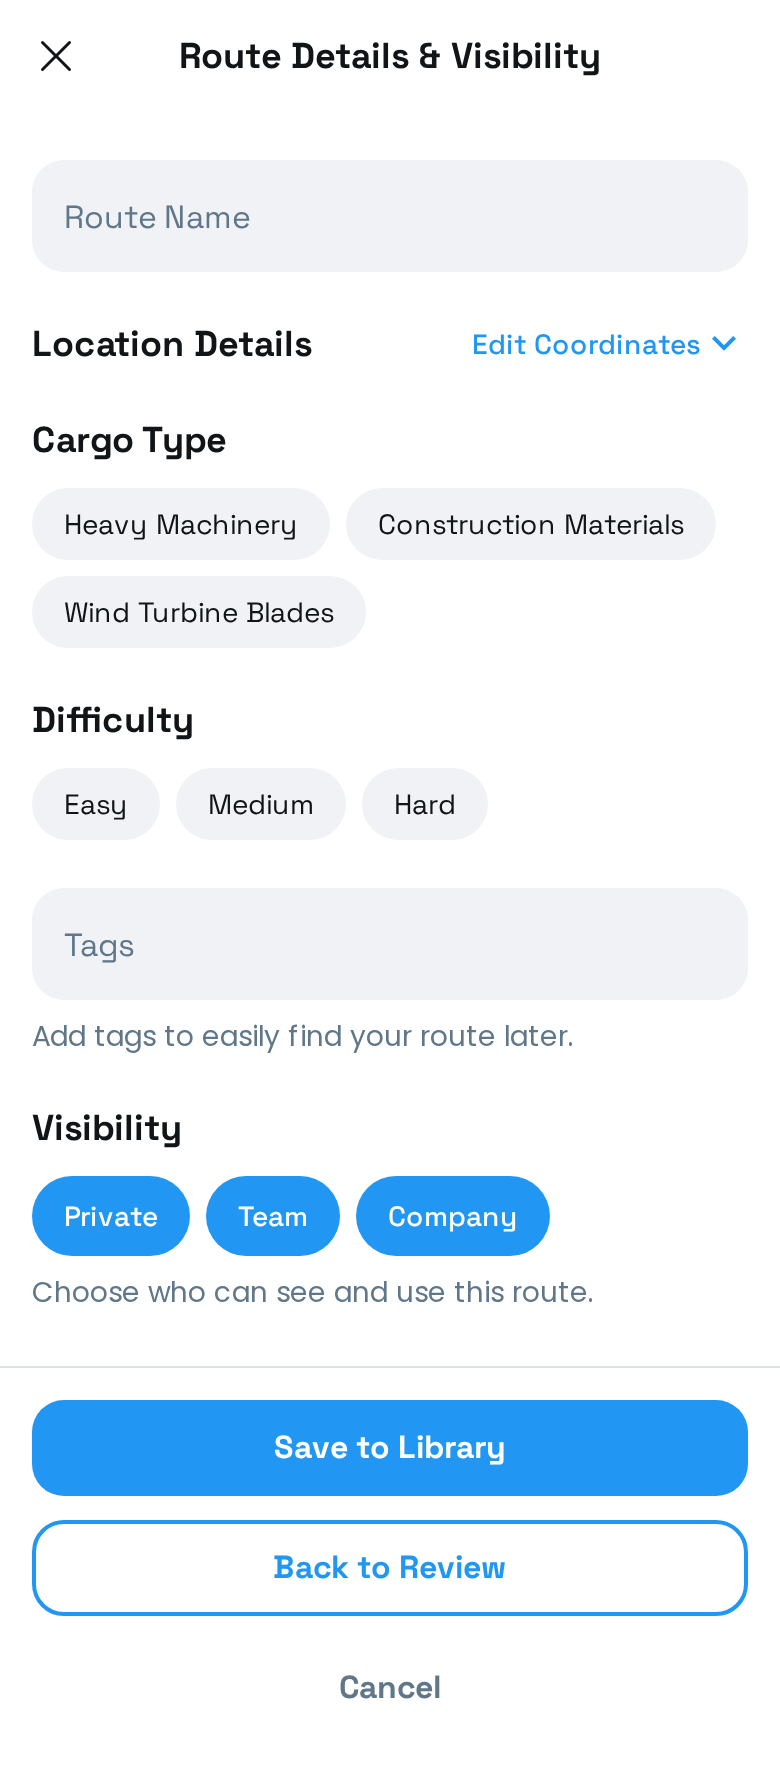 Route Details & Visibility
Route Name
Location Details
Edit Coordinates
Cargo Type
Heavy Machinery
Construction Materials
Wind Turbine Blades
Difficulty
Easy
Medium
Hard
Tags
Add tags to easily find your route later.
Visibility
Private
Team
Company
Choose who can see and use this route.
Save to Library
Back to Review
Cancel